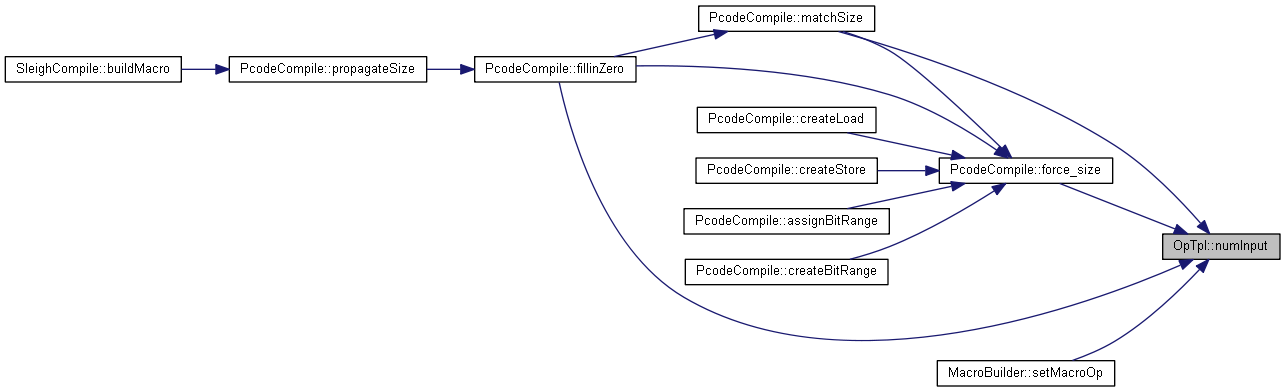 PcodeCompile::matchSize
SleighCompile::buildMacro
PcodeCompile::propagateSize
PcodeCompile::fillinZero
PcodeCompile::createLoad
PcodeCompile::createStore
PcodeCompile::force_size
PcodeCompile::assignBitRange
OpTpl::numInput
PcodeCompile::createBitRange
MacroBuilder::setMacroOp